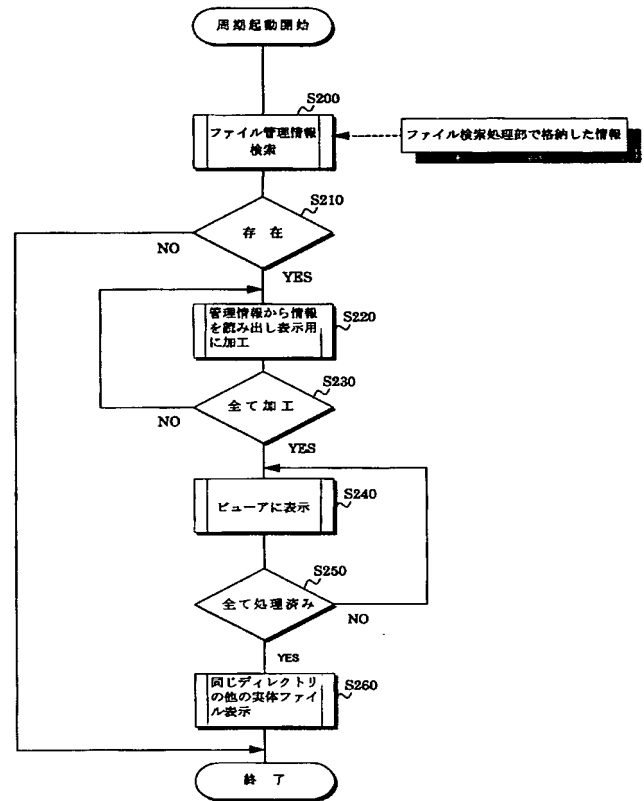 周期起動開始
S200
ファイル管理情報
検索
ファイル検索処理部で格納した情報
S210
存 在
NO
YES
S220
管理情報から情報
を読み出し表示用
に加工
S230
全て加工
NO
YES
S240
ビューアに表示
S250
全て処理済み
NO
YES
S260
同じディレクトリ
の他の実体ファイ
ル表示
終 了